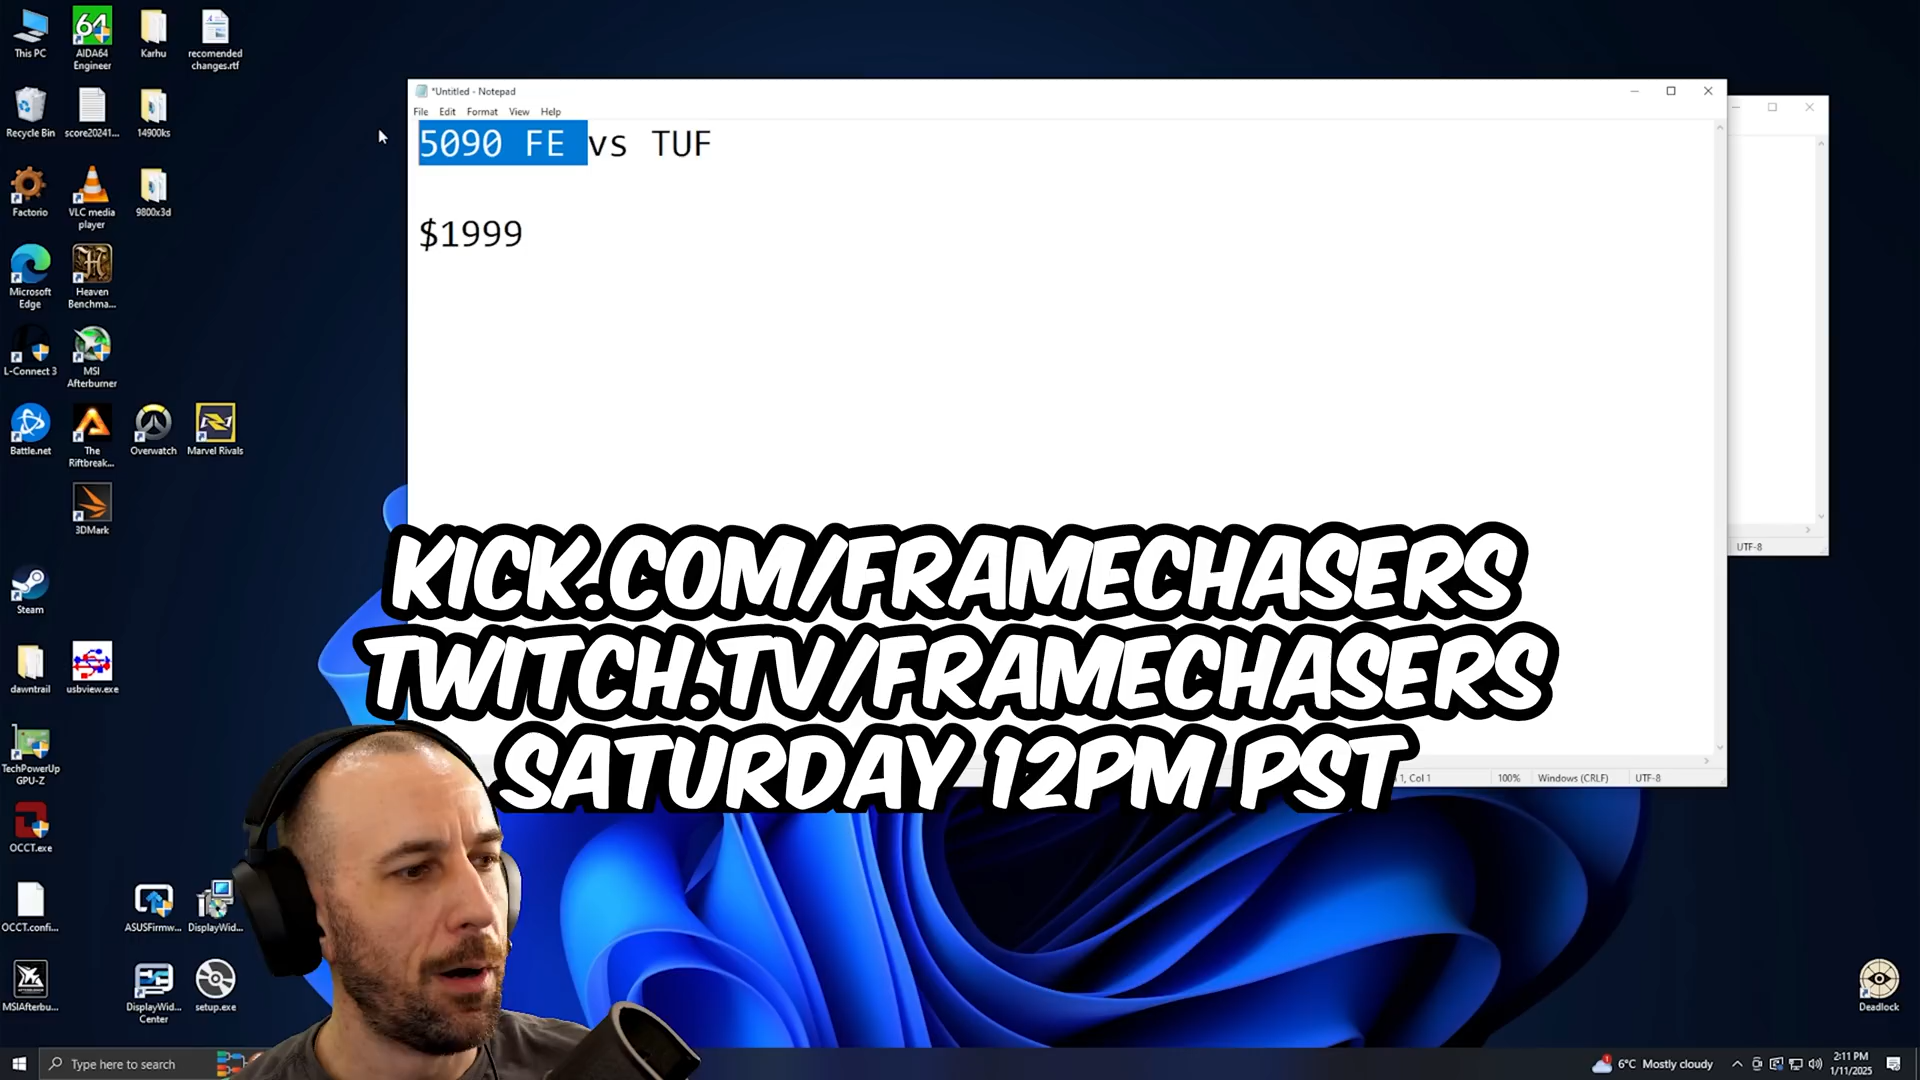 This PC
AIDA64
Engineer
Karhu
recomended
changes.rtf
Recycle Bin
score20241...
14900ks
Factorio
VLC media
player
9800x3d
Microsoft
Edge
Heaven
Benchma...
L-Connect 3
MSI
Afterburner
Battle.net
The
Riftbreak...
Overwatch
Marvel Rivals
3DMark
Steam
dawntrail
usbview.exe
TechPowerUp
GPU-Z
OCCT.exe
OCCT.confi...
ASUSFirmw...
DisplayWid...
MSIAfterbu...
DisplayWid...
Center
setup.exe
*Untitled - Notepad
File Edit Format View Help
5090 FE vs TUF
$1999
KICK.COM/FRAMECHASERS
TWITCH.TV/FRAMECHASERS
SATURDAY 12PM PST
1, Col 1 100% Windows (CRLF) UTF-8
UTF-8
Deadlock
Type here to search
6°C Mostly cloudy
2:11 PM
1/11/2025